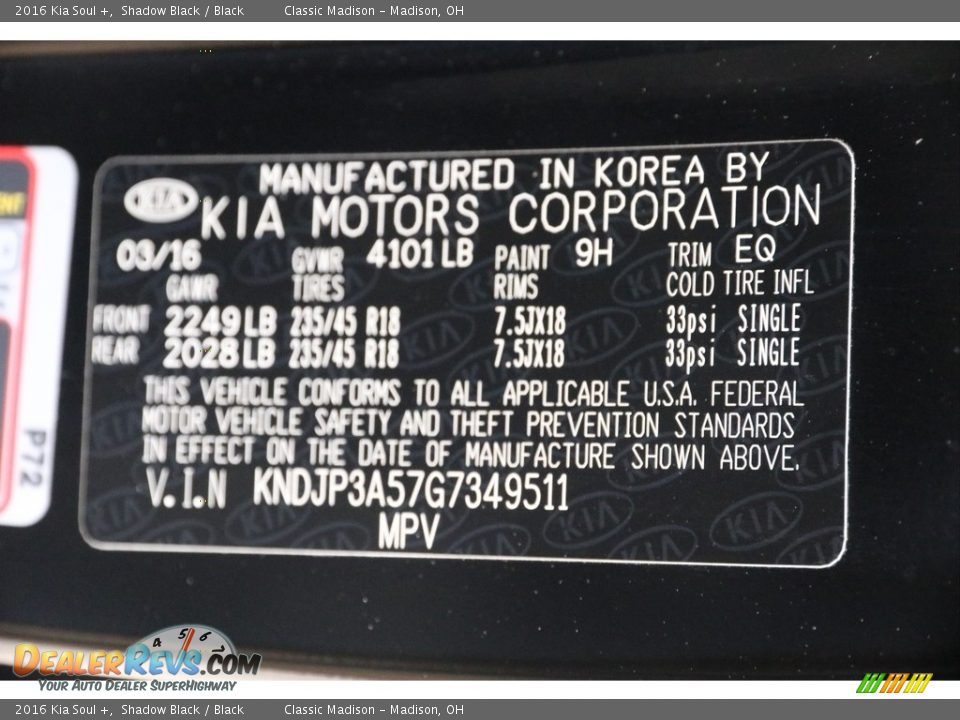 2016 Kia Soul +, Shadow Black / Black Classic Madison - Madison, OH
MANUFACTURED IN KOREA BY
KIA KIA MOTORS CORPORATION
03/16 GVWR 4101 LB PAINT 9H TRIM EQ
GAWR TIRES RIMS COLD TIRE INFL
FRONT 2249 LB 235/45 R18 7.5JX18 33psi SINGLE
REAR 2028 LB 235/45 R18 7.5JX18 33psi SINGLE
THIS VEHICLE CONFORMS TO ALL APPLICABLE U.S.A. FEDERAL
MOTOR VEHICLE SAFETY AND THEFT PREVENTION STANDARDS
IN EFFECT ON THE DATE OF MANUFACTURE SHOWN ABOVE.
V.I.N KNDJP3A57G7349511
MPV
P72
4 5 6
DealerRevs.com
Your Auto Dealer SuperHighway
2016 Kia Soul +, Shadow Black / Black Classic Madison - Madison, OH